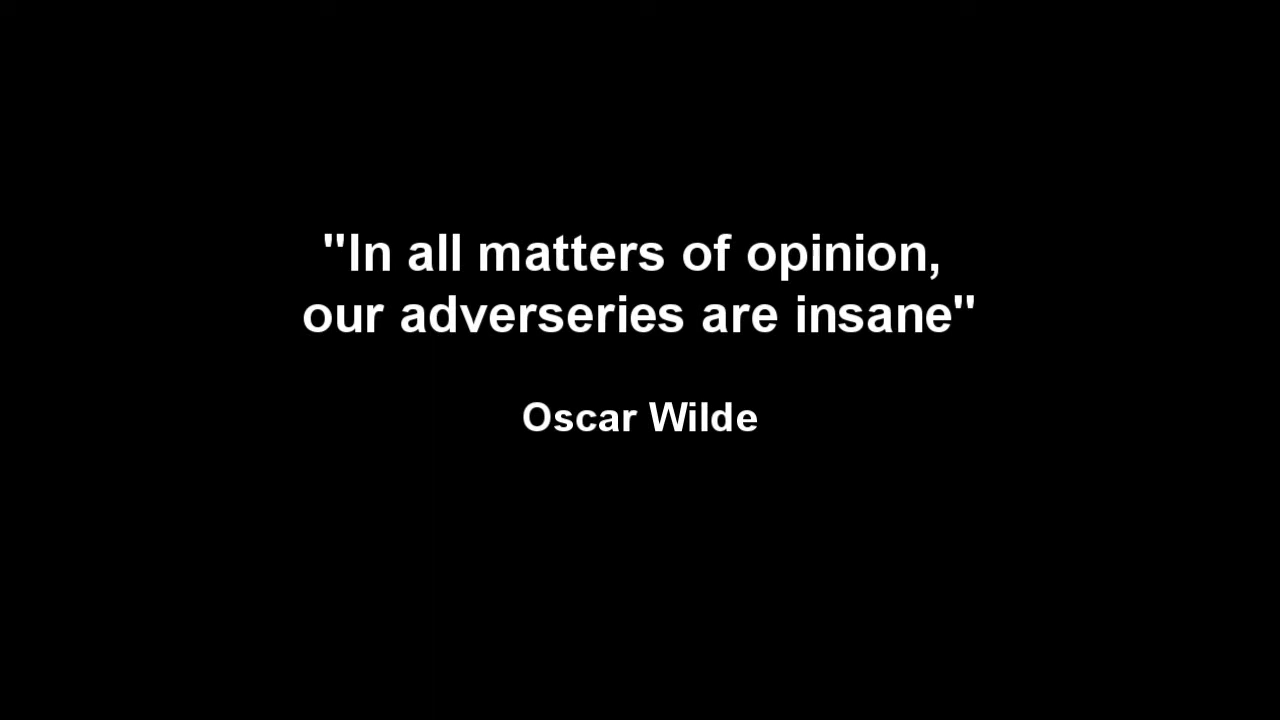 "In all matters of opinion,
our adverseries are insane"
Oscar Wilde